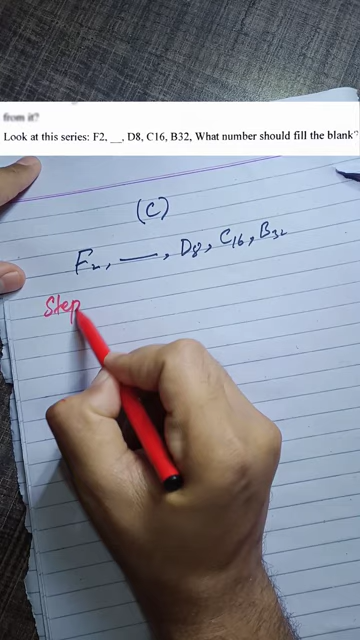 from it?
Look at this series: F2, __, D8, C16, B32, What number should fill the blank?
(C)
F2, —, D8, C16, B32
Step